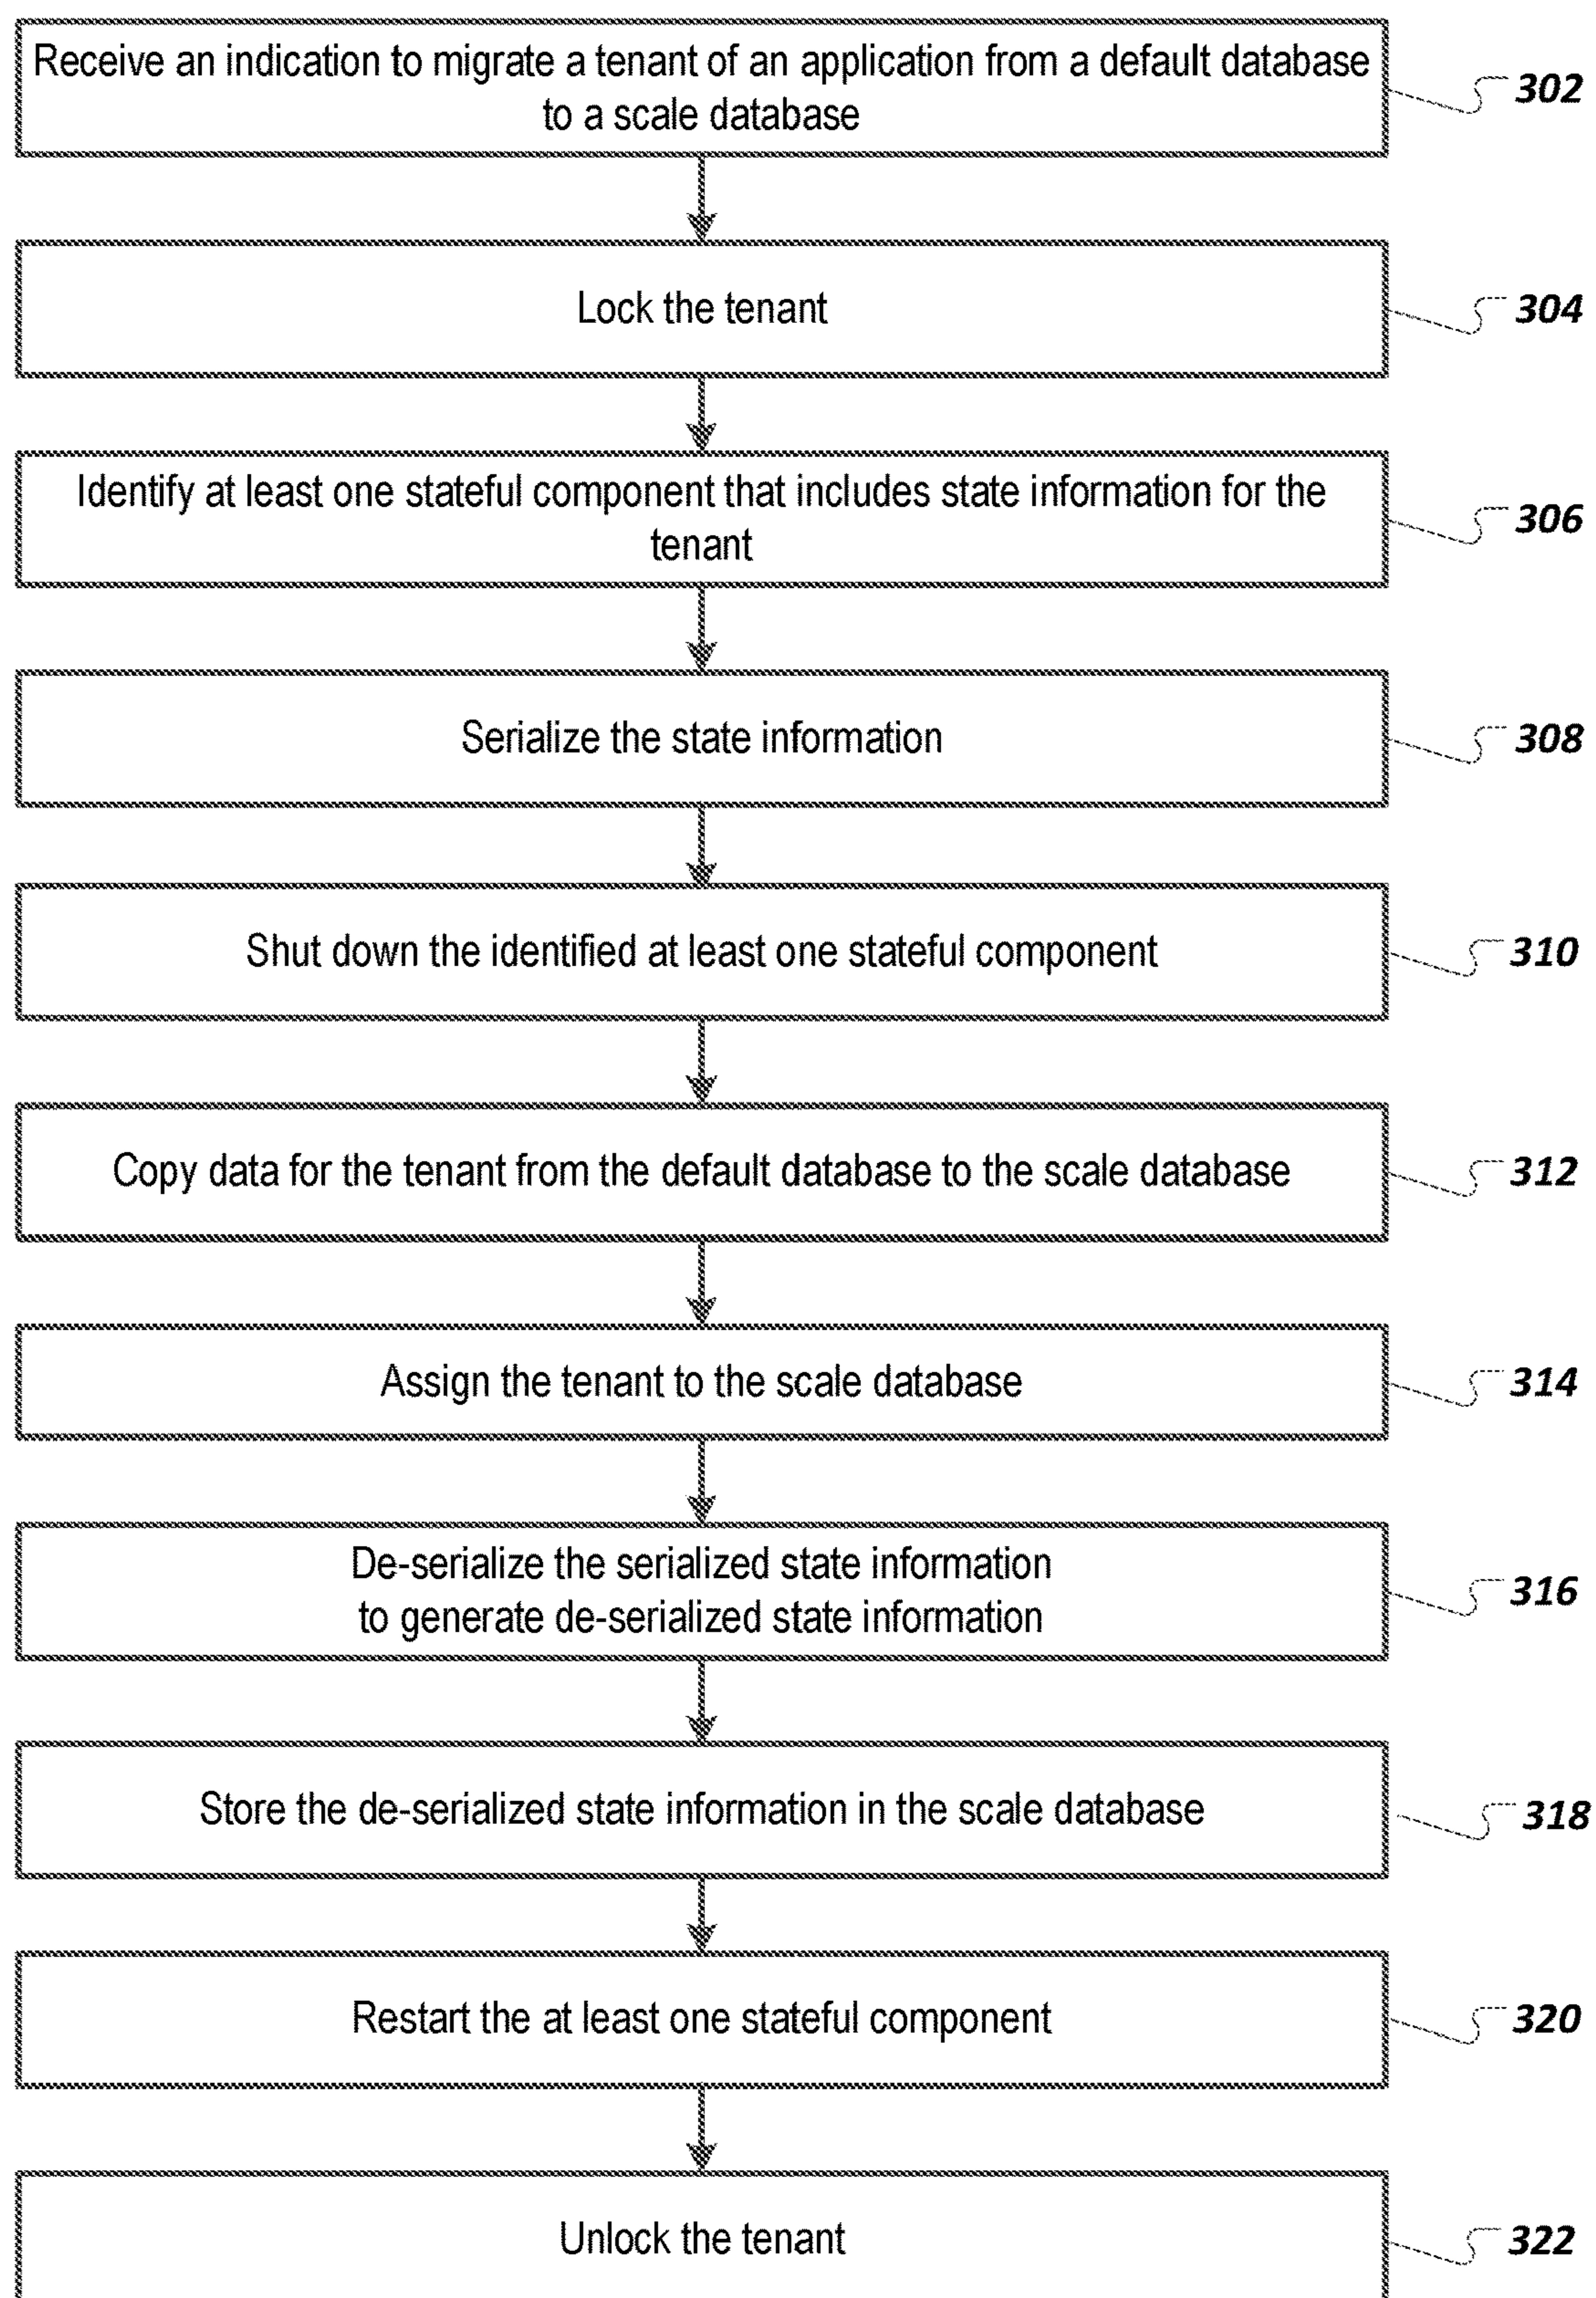 Receive an indication to migrate a tenant of an application from a default database
to a scale database
302
Lock the tenant
304
Identify at least one stateful component that includes state information for the
tenant
306
Serialize the state information
308
Shut down the identified at least one stateful component
310
Copy data for the tenant from the default database to the scale database
312
Assign the tenant to the scale database
314
De-serialize the serialized state information
to generate de-serialized state information
316
Store the de-serialized state information in the scale database
318
Restart the at least one stateful component
320
Unlock the tenant
322